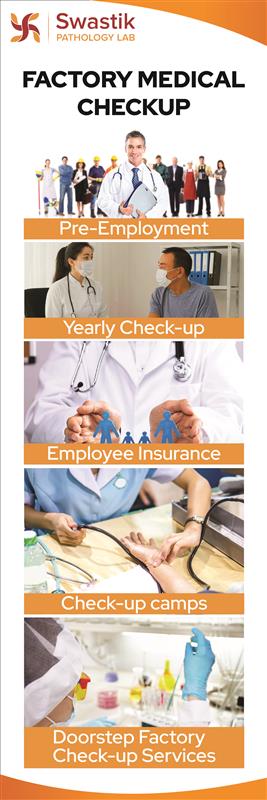 Swastik
PATHOLOGY LAB
FACTORY MEDICAL
CHECKUP
Pre-Employment
Yearly Check-up
Employee Insurance
Check-up camps
Doorstep Factory
Check-up Services